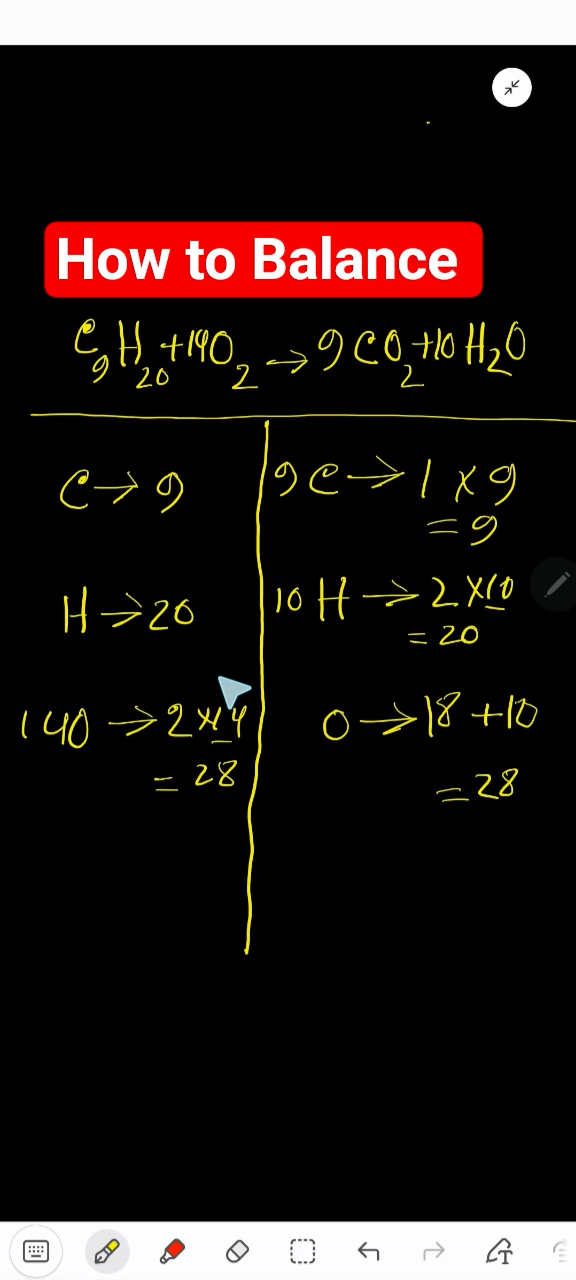 How to Balance
C₉H₂₀+14O₂→9CO₂+10H₂O
C→9
9C→1×9
=9
H→20
10H→2×10
=20
14O→2×14
=28
O→18+10
=28